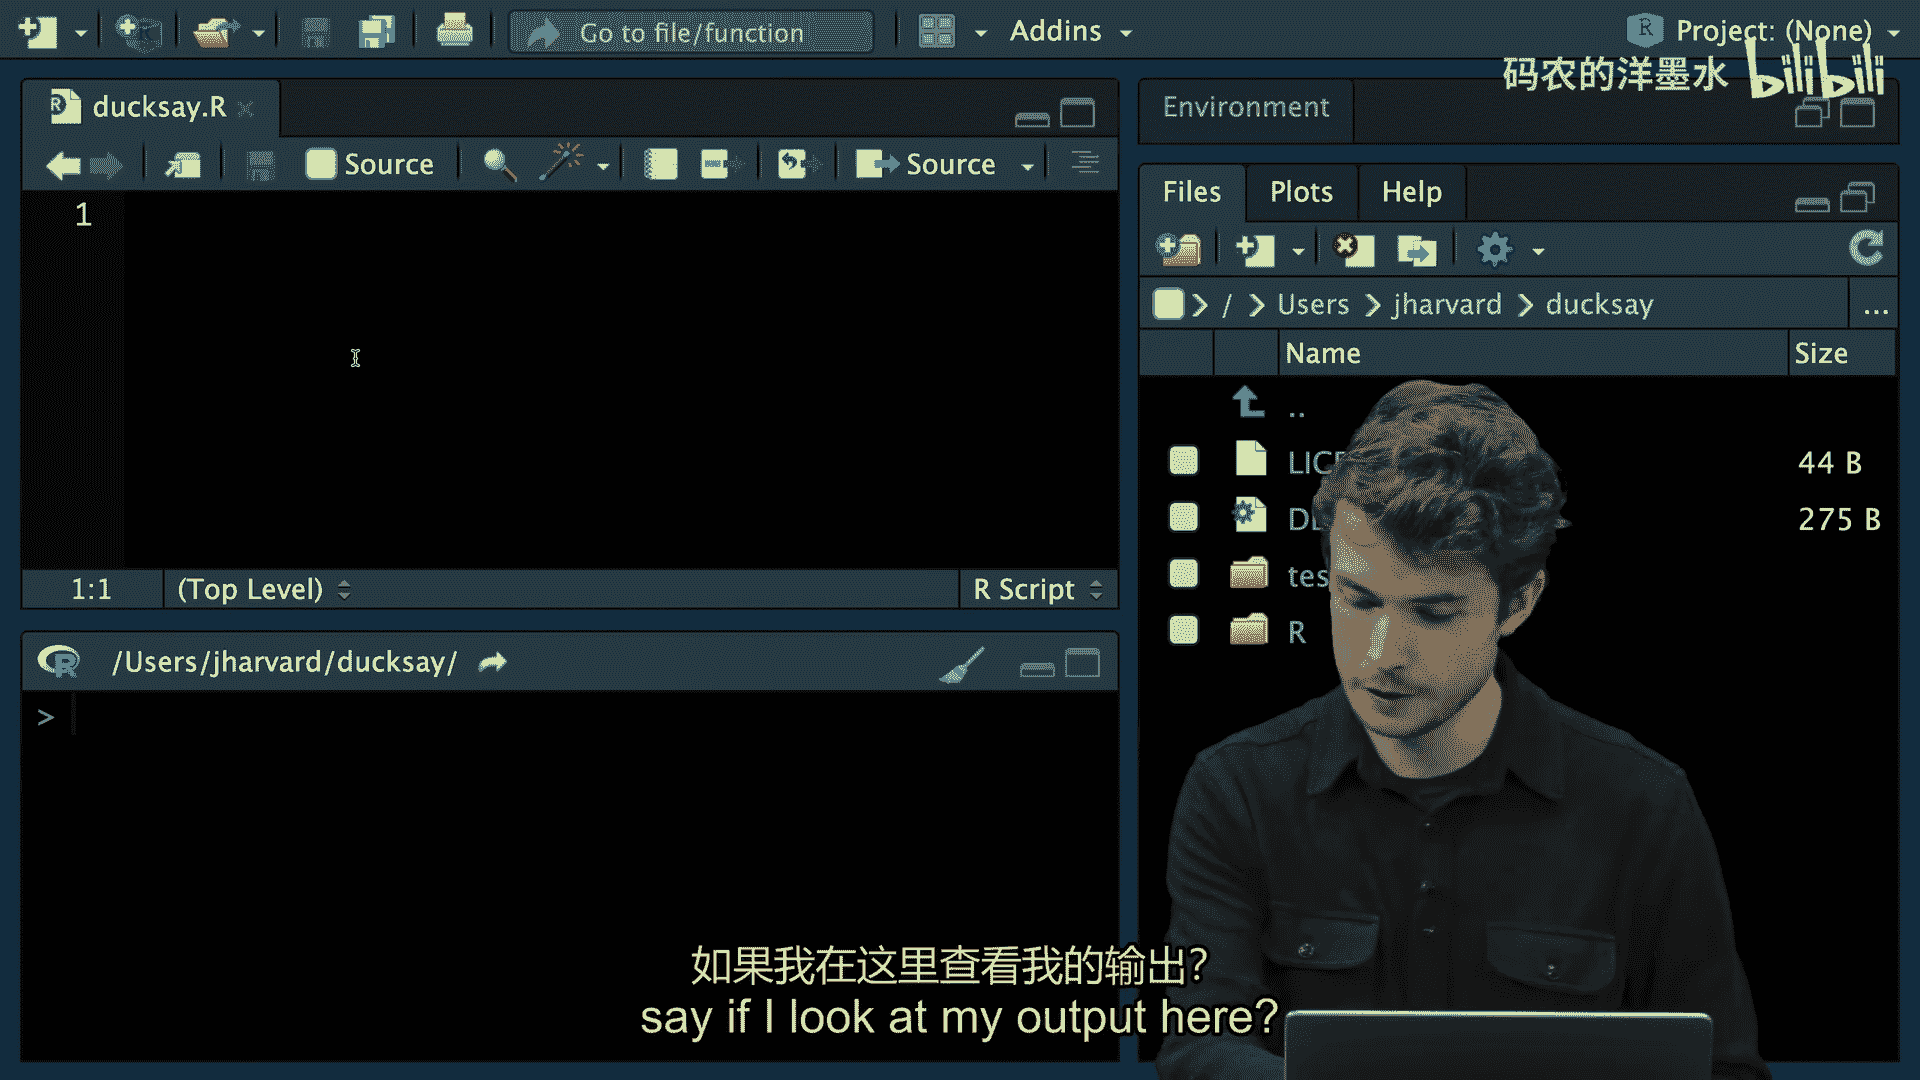 Go to file/function
Addins
Project: (None)
码农的洋墨水 bilibili
ducksay.R
Source
Source
1
1:1
(Top Level)
R Script
/Users/jharvard/ducksay/
>
Environment
Files Plots Help
/ Users jharvard ducksay ...
Name Size
..
44 B
275 B
R
如果我在这里查看我的输出?
say if I look at my output here?